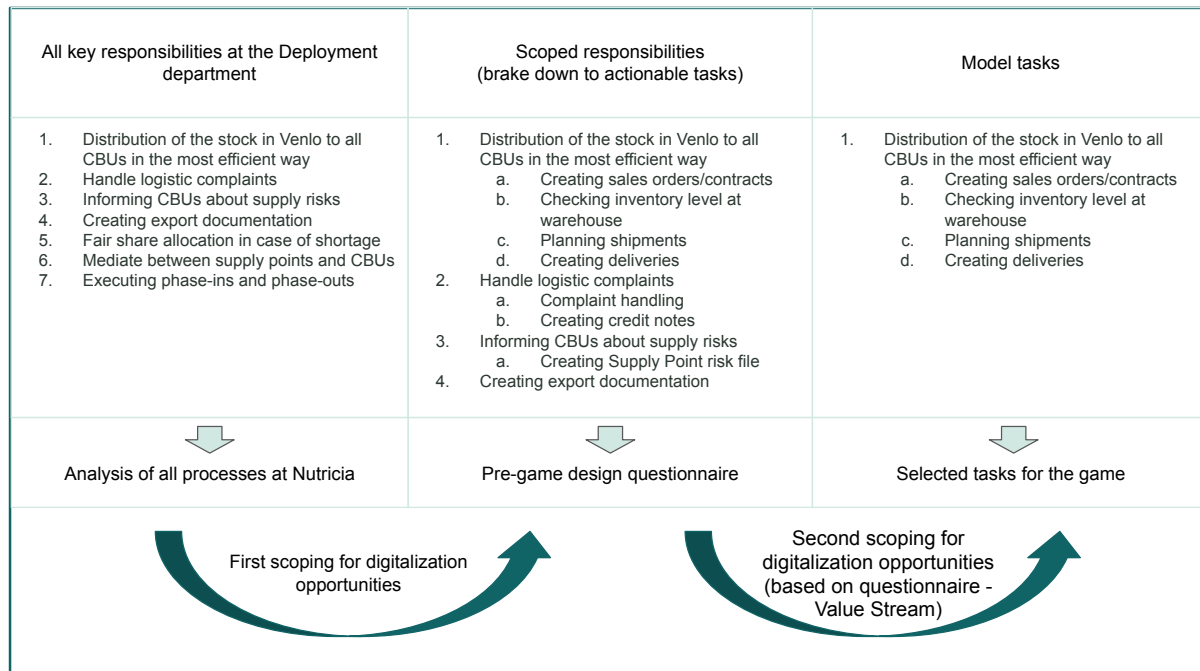 All key responsibilities at the Deployment
department
Scoped responsibilities
(brake down to actionable tasks)
Model tasks
1. Distribution of the stock in Venlo to all
CBUs in the most efficient way
2. Handle logistic complaints
3. Informing CBUs about supply risks
4. Creating export documentation
5. Fair share allocation in case of shortage
6. Mediate between supply points and CBUs
7. Executing phase-ins and phase-outs
1. Distribution of the stock in Venlo to all
CBUs in the most efficient way
a. Creating sales orders/contracts
b. Checking inventory level at
warehouse
c. Planning shipments
d. Creating deliveries
2. Handle logistic complaints
a. Complaint handling
b. Creating credit notes
3. Informing CBUs about supply risks
a. Creating Supply Point risk file
4. Creating export documentation
1. Distribution of the stock in Venlo to all
CBUs in the most efficient way
a. Creating sales orders/contracts
b. Checking inventory level at
warehouse
c. Planning shipments
d. Creating deliveries
Analysis of all processes at Nutricia
Pre-game design questionnaire
Selected tasks for the game
First scoping for digitalization
opportunities
Second scoping for
digitalization opportunities
(based on questionnaire -
Value Stream)